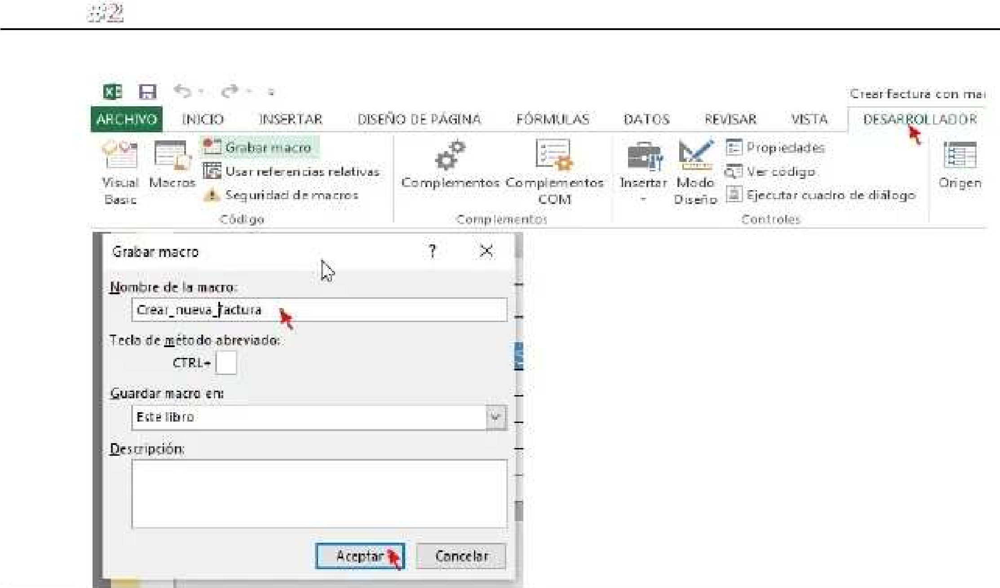 #2
Crear factura con ma
ARCHIVO INICIO INSERTAR DISEÑO DE PÁGINA FÓRMULAS DATOS REVISAR VISTA DESARROLLADOR
Visual Basic
Macros
Grabar macro
Usar referencias relativas
Seguridad de macros
Código
Complementos
Complementos COM
Complementos
Insertar
Modo Diseño
Propiedades
Ver código
Ejecutar cuadro de diálogo
Controles
Origen
Grabar macro ? X
Nombre de la macro:
Crear_nueva_factura
Tecla de método abreviado:
CTRL+
Guardar macro en:
Este libro
Descripción:
Aceptar Cancelar